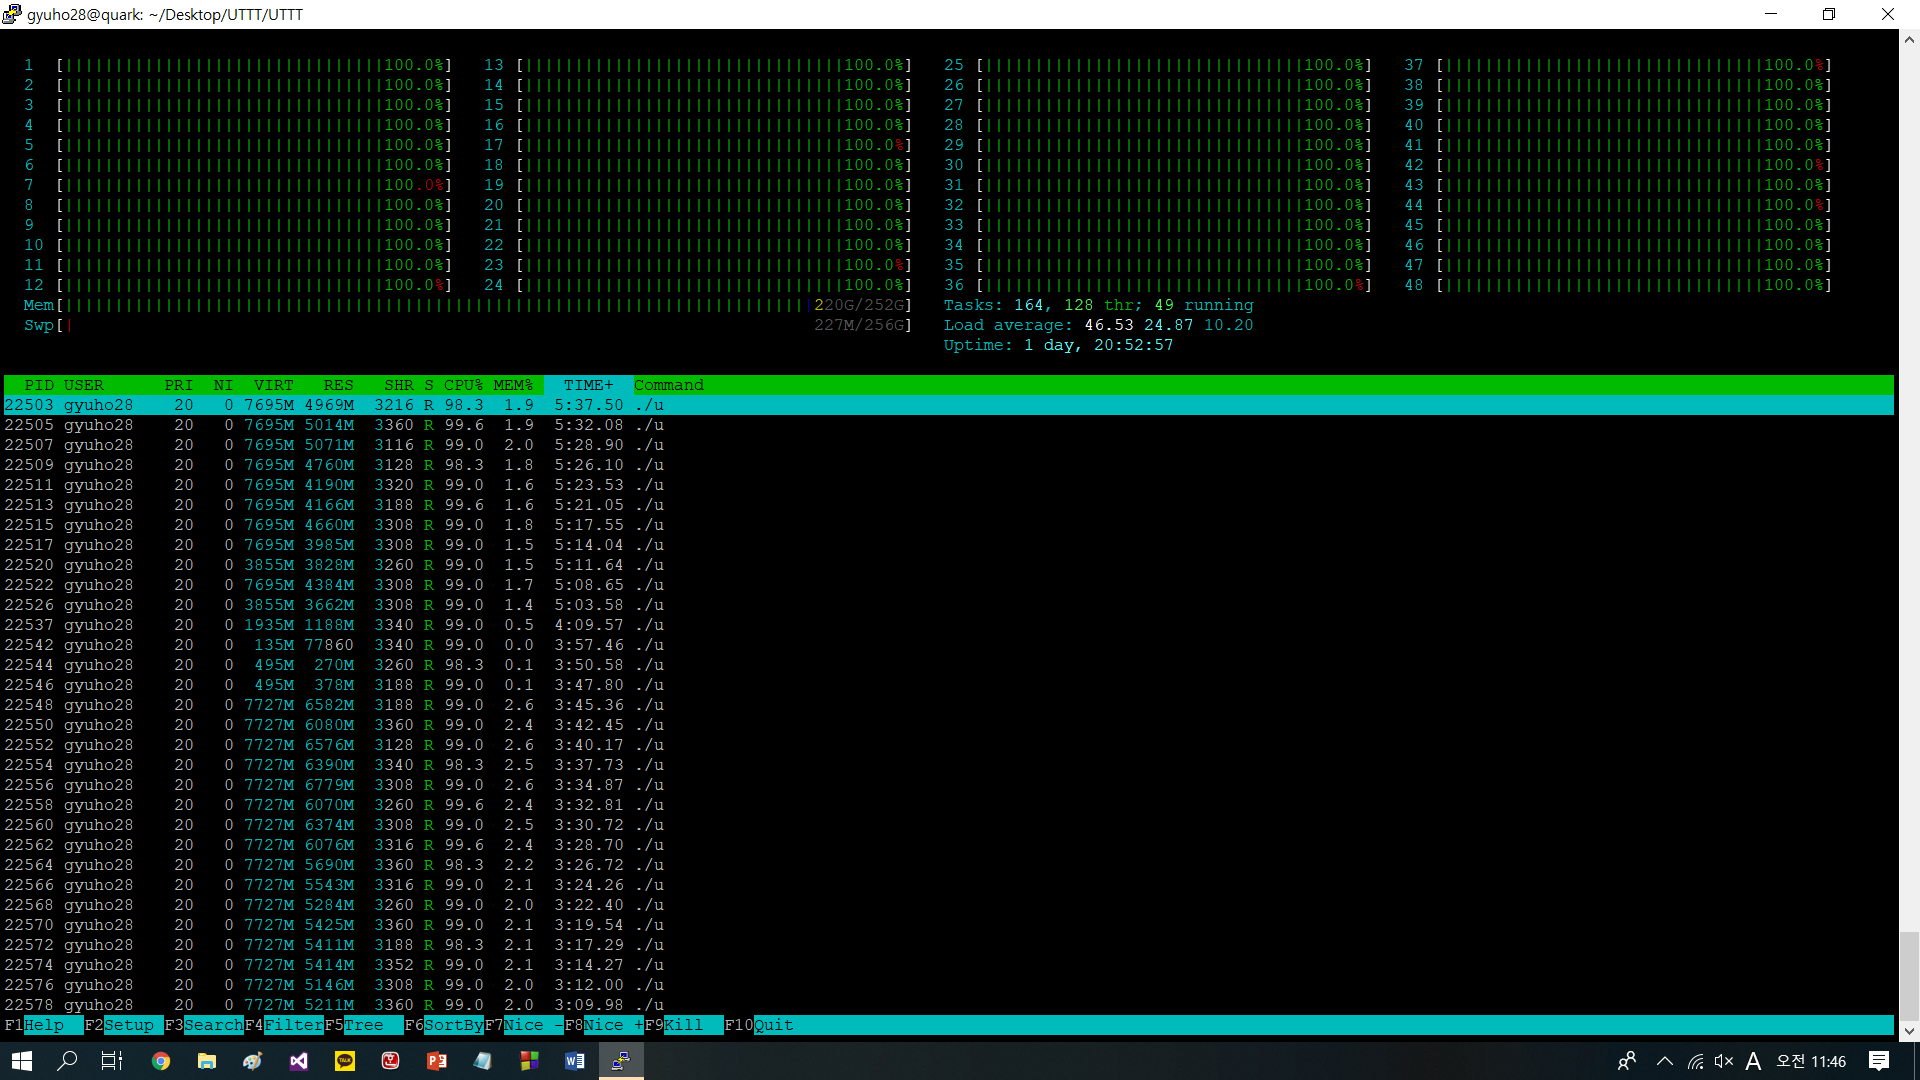 gyuho28@quark: ~/Desktop/UTTT/UTTT
1 [||||||||||||||||||||||||||||||||100.0%] 13 [||||||||||||||||||||||||||||||||100.0%] 25 [||||||||||||||||||||||||||||||||100.0%] 37 [||||||||||||||||||||||||||||||||100.0%]
2 [||||||||||||||||||||||||||||||||100.0%] 14 [||||||||||||||||||||||||||||||||100.0%] 26 [||||||||||||||||||||||||||||||||100.0%] 38 [||||||||||||||||||||||||||||||||100.0%]
3 [||||||||||||||||||||||||||||||||100.0%] 15 [||||||||||||||||||||||||||||||||100.0%] 27 [||||||||||||||||||||||||||||||||100.0%] 39 [||||||||||||||||||||||||||||||||100.0%]
4 [||||||||||||||||||||||||||||||||100.0%] 16 [||||||||||||||||||||||||||||||||100.0%] 28 [||||||||||||||||||||||||||||||||100.0%] 40 [||||||||||||||||||||||||||||||||100.0%]
5 [||||||||||||||||||||||||||||||||100.0%] 17 [||||||||||||||||||||||||||||||||100.0%] 29 [||||||||||||||||||||||||||||||||100.0%] 41 [||||||||||||||||||||||||||||||||100.0%]
6 [||||||||||||||||||||||||||||||||100.0%] 18 [||||||||||||||||||||||||||||||||100.0%] 30 [||||||||||||||||||||||||||||||||100.0%] 42 [||||||||||||||||||||||||||||||||100.0%]
7 [||||||||||||||||||||||||||||||||100.0%] 19 [||||||||||||||||||||||||||||||||100.0%] 31 [||||||||||||||||||||||||||||||||100.0%] 43 [||||||||||||||||||||||||||||||||100.0%]
8 [||||||||||||||||||||||||||||||||100.0%] 20 [||||||||||||||||||||||||||||||||100.0%] 32 [||||||||||||||||||||||||||||||||100.0%] 44 [||||||||||||||||||||||||||||||||100.0%]
9 [||||||||||||||||||||||||||||||||100.0%] 21 [||||||||||||||||||||||||||||||||100.0%] 33 [||||||||||||||||||||||||||||||||100.0%] 45 [||||||||||||||||||||||||||||||||100.0%]
10 [||||||||||||||||||||||||||||||||100.0%] 22 [||||||||||||||||||||||||||||||||100.0%] 34 [||||||||||||||||||||||||||||||||100.0%] 46 [||||||||||||||||||||||||||||||||100.0%]
11 [||||||||||||||||||||||||||||||||100.0%] 23 [||||||||||||||||||||||||||||||||100.0%] 35 [||||||||||||||||||||||||||||||||100.0%] 47 [||||||||||||||||||||||||||||||||100.0%]
12 [||||||||||||||||||||||||||||||||100.0%] 24 [||||||||||||||||||||||||||||||||100.0%] 36 [||||||||||||||||||||||||||||||||100.0%] 48 [||||||||||||||||||||||||||||||||100.0%]
Mem[|||||||||||||||||||||||||||||||||||||||||||||||||||||||||||||||||||||||||||220G/252G] Tasks: 164, 128 thr; 49 running
Swp[| 227M/256G] Load average: 46.53 24.87 10.20
Uptime: 1 day, 20:52:57
PID USER PRI NI VIRT RES SHR S CPU% MEM% TIME+ Command
22503 gyuho28 20 0 7695M 4969M 3216 R 98.3 1.9 5:37.50 ./u
22505 gyuho28 20 0 7695M 5014M 3360 R 99.6 1.9 5:32.08 ./u
22507 gyuho28 20 0 7695M 5071M 3116 R 99.0 2.0 5:28.90 ./u
22509 gyuho28 20 0 7695M 4760M 3128 R 98.3 1.8 5:26.10 ./u
22511 gyuho28 20 0 7695M 4190M 3320 R 99.0 1.6 5:23.53 ./u
22513 gyuho28 20 0 7695M 4166M 3188 R 99.6 1.6 5:21.05 ./u
22515 gyuho28 20 0 7695M 4660M 3308 R 99.0 1.8 5:17.55 ./u
22517 gyuho28 20 0 7695M 3985M 3308 R 99.0 1.5 5:14.04 ./u
22520 gyuho28 20 0 3855M 3828M 3260 R 99.0 1.5 5:11.64 ./u
22522 gyuho28 20 0 7695M 4384M 3308 R 99.0 1.7 5:08.65 ./u
22526 gyuho28 20 0 3855M 3662M 3308 R 99.0 1.4 5:03.58 ./u
22537 gyuho28 20 0 1935M 1188M 3340 R 99.0 0.5 4:09.57 ./u
22542 gyuho28 20 0 135M 77860 3340 R 99.0 0.0 3:57.46 ./u
22544 gyuho28 20 0 495M 270M 3260 R 98.3 0.1 3:50.58 ./u
22546 gyuho28 20 0 495M 378M 3188 R 99.0 0.1 3:47.80 ./u
22548 gyuho28 20 0 7727M 6582M 3188 R 99.0 2.6 3:45.36 ./u
22550 gyuho28 20 0 7727M 6080M 3360 R 99.0 2.4 3:42.45 ./u
22552 gyuho28 20 0 7727M 6576M 3128 R 99.0 2.6 3:40.17 ./u
22554 gyuho28 20 0 7727M 6390M 3340 R 98.3 2.5 3:37.73 ./u
22556 gyuho28 20 0 7727M 6779M 3308 R 99.0 2.6 3:34.87 ./u
22558 gyuho28 20 0 7727M 6070M 3260 R 99.6 2.4 3:32.81 ./u
22560 gyuho28 20 0 7727M 6374M 3308 R 99.0 2.5 3:30.72 ./u
22562 gyuho28 20 0 7727M 6076M 3316 R 99.6 2.4 3:28.70 ./u
22564 gyuho28 20 0 7727M 5690M 3360 R 98.3 2.2 3:26.72 ./u
22566 gyuho28 20 0 7727M 5543M 3316 R 99.0 2.1 3:24.26 ./u
22568 gyuho28 20 0 7727M 5284M 3260 R 99.0 2.0 3:22.40 ./u
22570 gyuho28 20 0 7727M 5425M 3360 R 99.0 2.1 3:19.54 ./u
22572 gyuho28 20 0 7727M 5411M 3188 R 98.3 2.1 3:17.29 ./u
22574 gyuho28 20 0 7727M 5414M 3352 R 99.0 2.1 3:14.27 ./u
22576 gyuho28 20 0 7727M 5146M 3308 R 99.0 2.0 3:12.00 ./u
22578 gyuho28 20 0 7727M 5211M 3360 R 99.0 2.0 3:09.98 ./u
F1Help F2Setup F3SearchF4FilterF5Tree F6SortByF7Nice -F8Nice +F9Kill F10Quit
A 오전 11:46